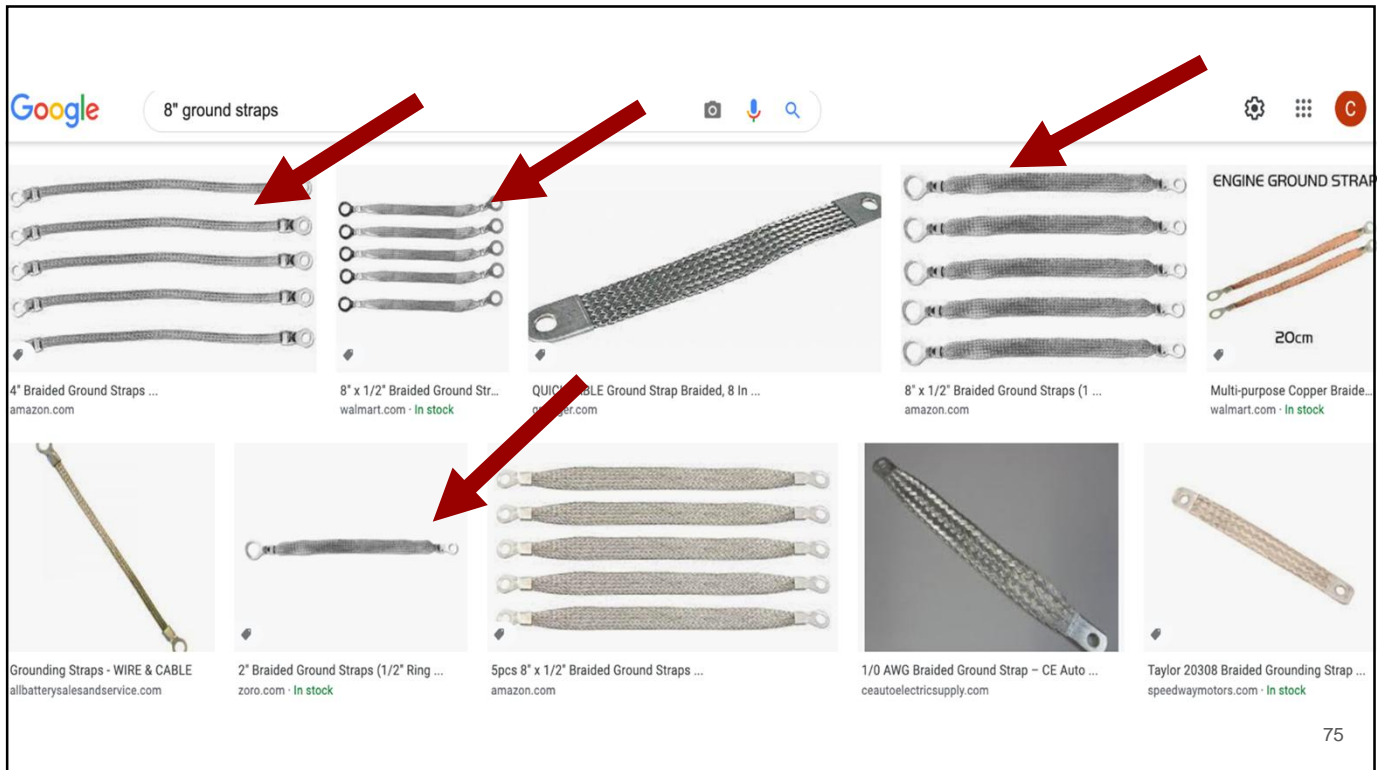 Google
8" ground straps
C
ENGINE GROUND STRAP
20cm
4" Braided Ground Straps ...
amazon.com
8" x 1/2" Braided Ground Str...
walmart.com · In stock
Ground Strap Braided, 8 In ...
8" x 1/2" Braided Ground Straps (1 ...
amazon.com
Multi-purpose Copper Braide...
walmart.com · In stock
Grounding Straps - WIRE & CABLE
allbatterysalesandservice.com
2" Braided Ground Straps (1/2" Ring ...
zoro.com · In stock
5pcs 8" x 1/2" Braided Ground Straps ...
amazon.com
1/0 AWG Braided Ground Strap – CE Auto ...
ceautoelectricsupply.com
Taylor 20308 Braided Grounding Strap ...
speedwaymotors.com · In stock
75